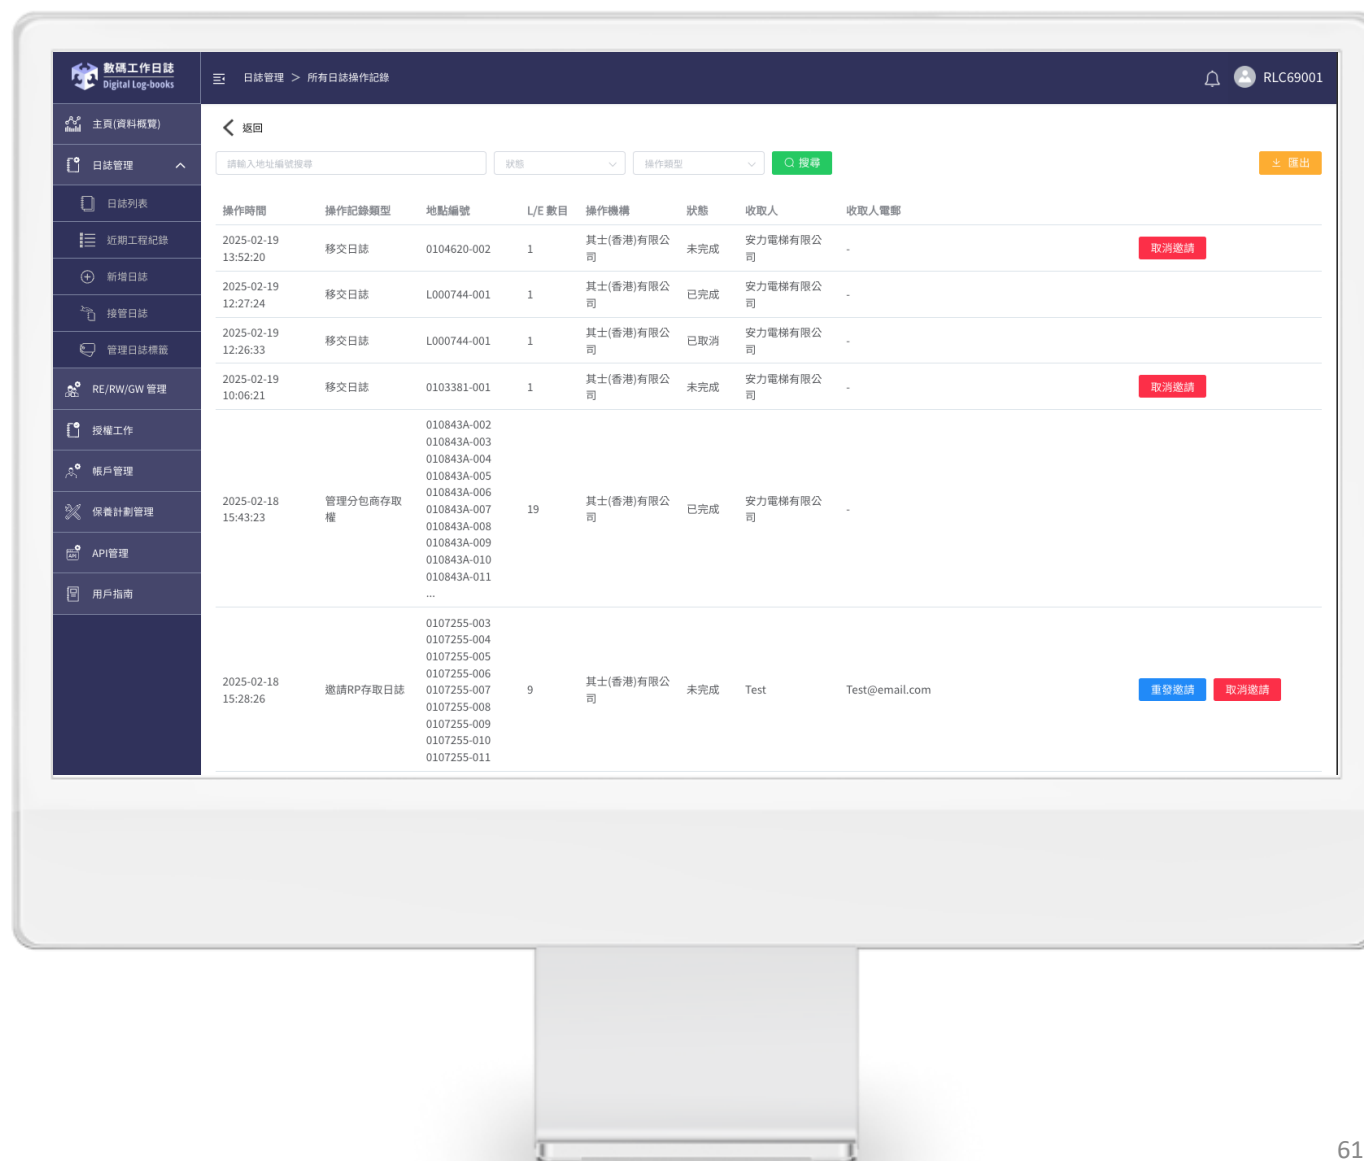 數碼工作日誌
Digital Log-books
日誌管理 > 所有日誌操作記錄
RLC69001
主頁(資料概覽)
日誌管理
日誌列表
近期工程紀錄
新增日誌
接管日誌
管理日誌標籤
RE/RW/GW 管理
授權工作
帳戶管理
保養計劃管理
API管理
用戶指南
返回
請輸入地址編號搜尋 狀態 操作類型 搜尋 匯出
操作時間 操作記錄類型 地點編號 L/E 數目 操作機構 狀態 收取人 收取人電郵
2025-02-19
13:52:20
移交日誌 0104620-002 1
其士(香港)有限公
司
未完成
安力電梯有限公
司
-
取消邀請
2025-02-19
12:27:24
移交日誌 L000744-001 1
其士(香港)有限公
司
已完成
安力電梯有限公
司
-
2025-02-19
12:26:33
移交日誌 L000744-001 1
其士(香港)有限公
司
已取消
安力電梯有限公
司
-
2025-02-19
10:06:21
移交日誌 0103381-001 1
其士(香港)有限公
司
未完成
安力電梯有限公
司
-
取消邀請
2025-02-18
15:43:23
管理分包商存取
權
010843A-002
010843A-003
010843A-004
010843A-005
010843A-006
010843A-007
010843A-008
010843A-009
010843A-010
010843A-011
...
19
其士(香港)有限公
司
已完成
安力電梯有限公
司
-
2025-02-18
15:28:26
邀請RP存取日誌
0107255-003
0107255-004
0107255-005
0107255-006
0107255-007
0107255-008
0107255-009
0107255-010
0107255-011
9
其士(香港)有限公
司
未完成
Test
Test@email.com
重發邀請 取消邀請
61